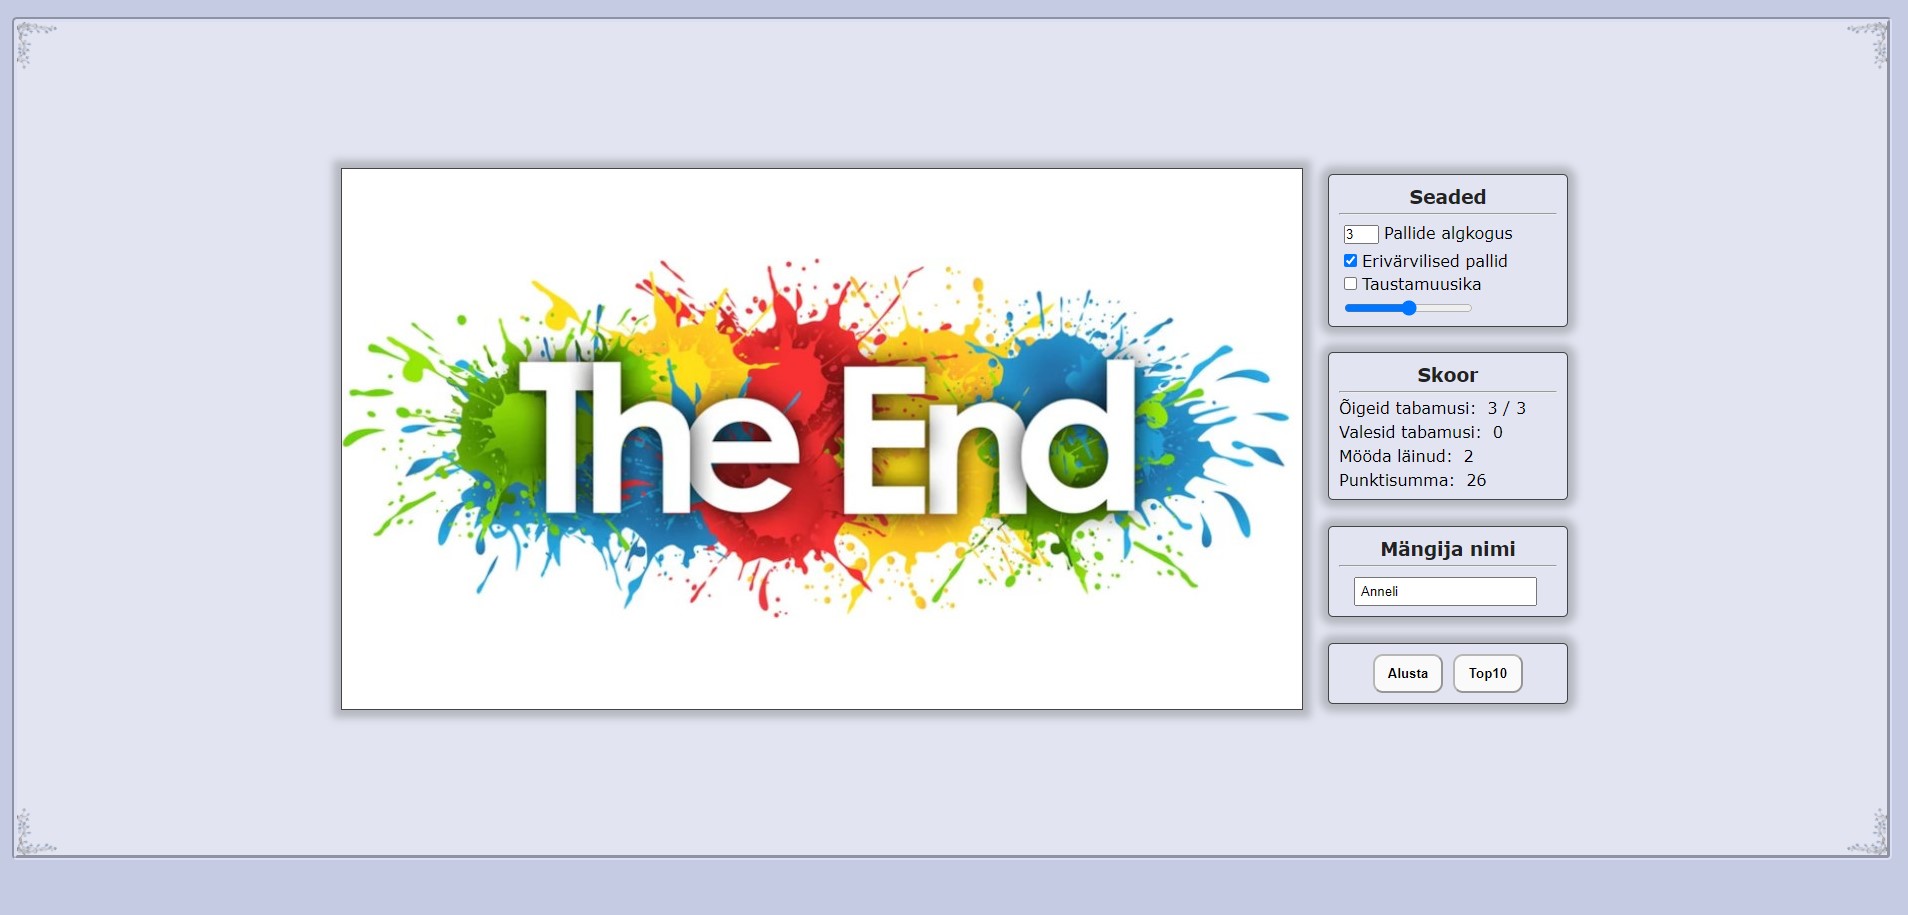 The End
Seaded
3 Pallide algkogus
Erivärvilised pallid
Taustamuusika
Skoor
Õigeid tabamusi: 3 / 3
Valesid tabamusi: 0
Mööda läinud: 2
Punktisumma: 26
Mängija nimi
Anneli
Alusta Top10